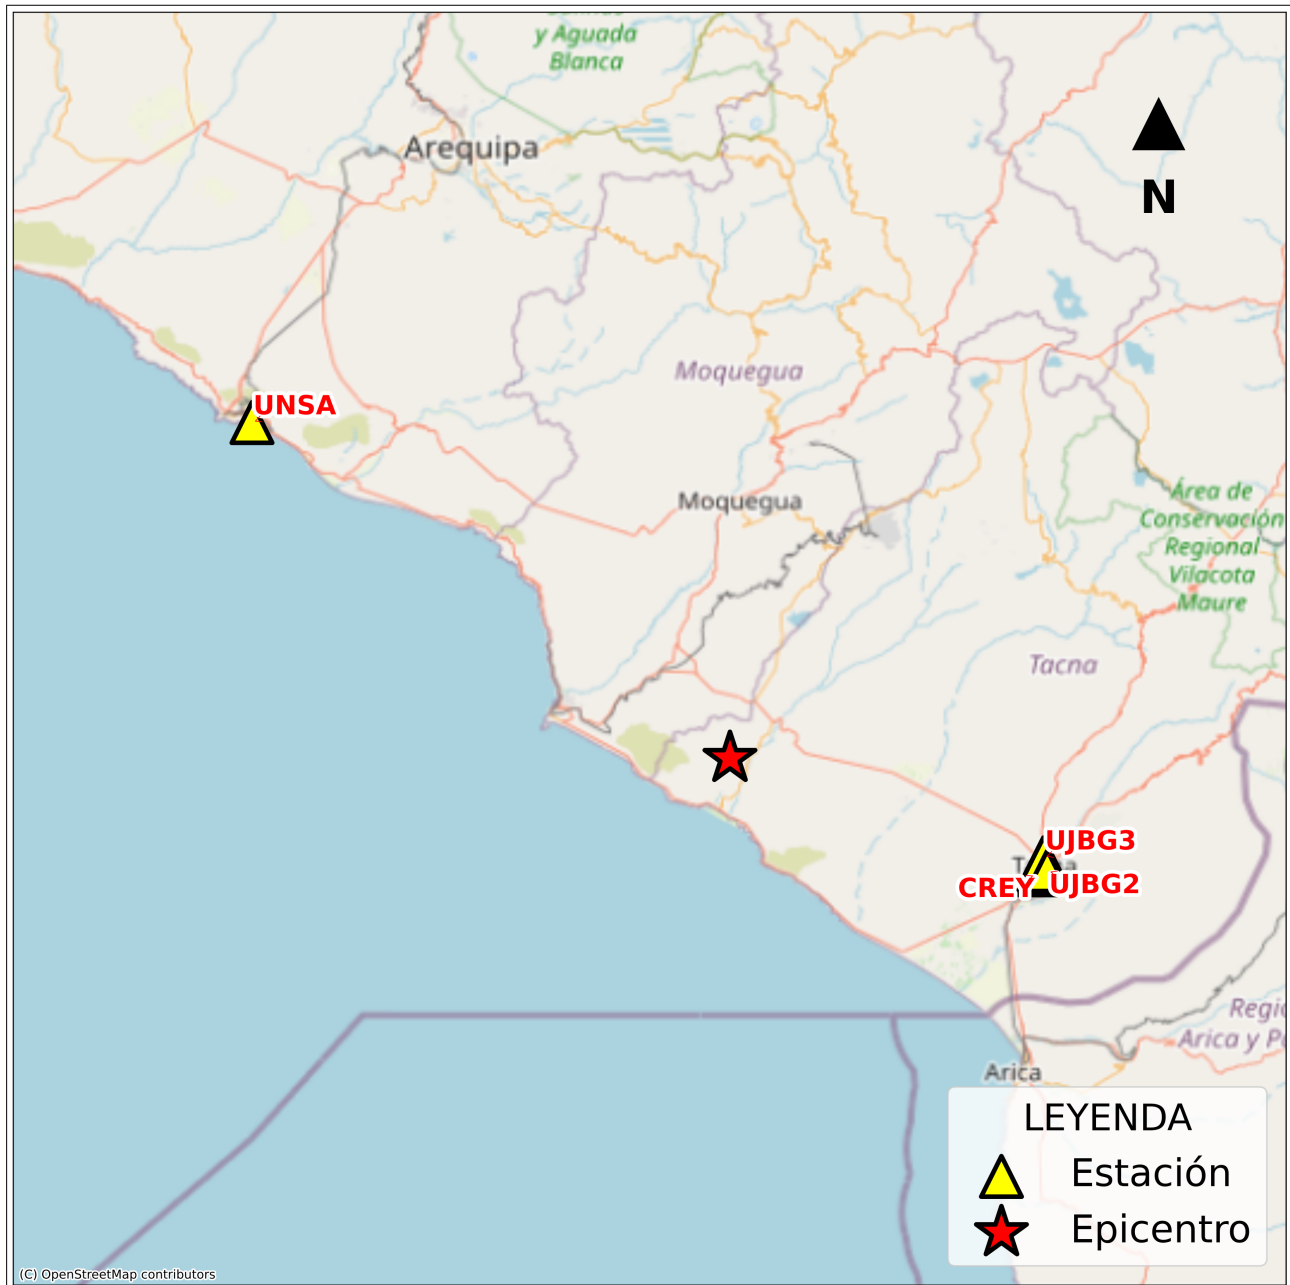 y Aguada
Blanca
Arequipa
N
Moquegua
UNSA
Moquegua
Área de
Conservación
Regional
Vilacota
Maure
Tacna
UJBG3
CREY
UJBG2
Arica
LEYENDA
Estación
Epicentro
(C) OpenStreetMap contributors